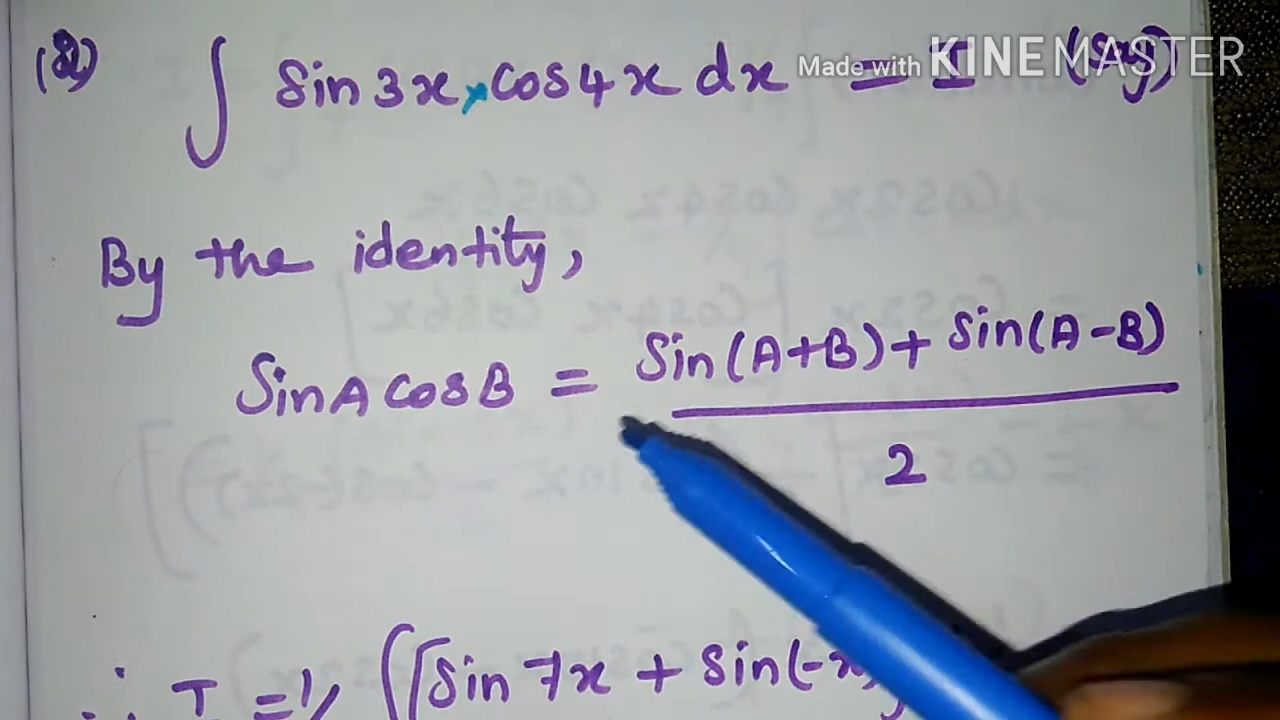 (2) ∫ sin 3x, cos 4x dx = I (say)
Made with KINEMASTER
By the identity,
Sin A cos B = Sin(A+B) + Sin(A-B)
2
∴ I = 1/ ∫[Sin 7x + Sin(-x)